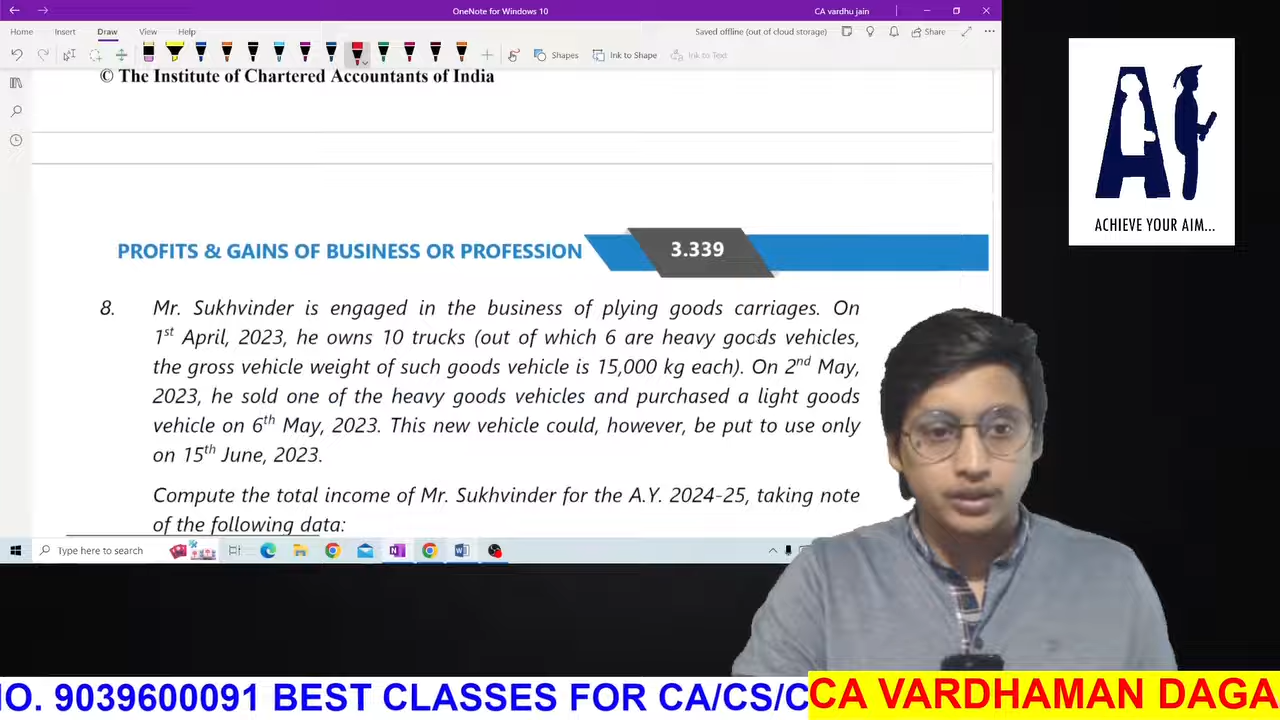 OneNote for Windows 10
CA vardhu jain
Home Insert Draw View Help
Saved offline (out of cloud storage)
Share
Shapes
Ink to Shape
Ink to Text
© The Institute of Chartered Accountants of India
PROFITS & GAINS OF BUSINESS OR PROFESSION 3.339
8. Mr. Sukhvinder is engaged in the business of plying goods carriages. On
1st April, 2023, he owns 10 trucks (out of which 6 are heavy goods vehicles,
the gross vehicle weight of such goods vehicle is 15,000 kg each). On 2nd May,
2023, he sold one of the heavy goods vehicles and purchased a light goods
vehicle on 6th May, 2023. This new vehicle could, however, be put to use only
on 15th June, 2023.
Compute the total income of Mr. Sukhvinder for the A.Y. 2024-25, taking note
of the following data:
Type here to search
ACHIEVE YOUR AIM...
NO. 9039600091 BEST CLASSES FOR CA/CS/C
CA VARDHAMAN DAGA